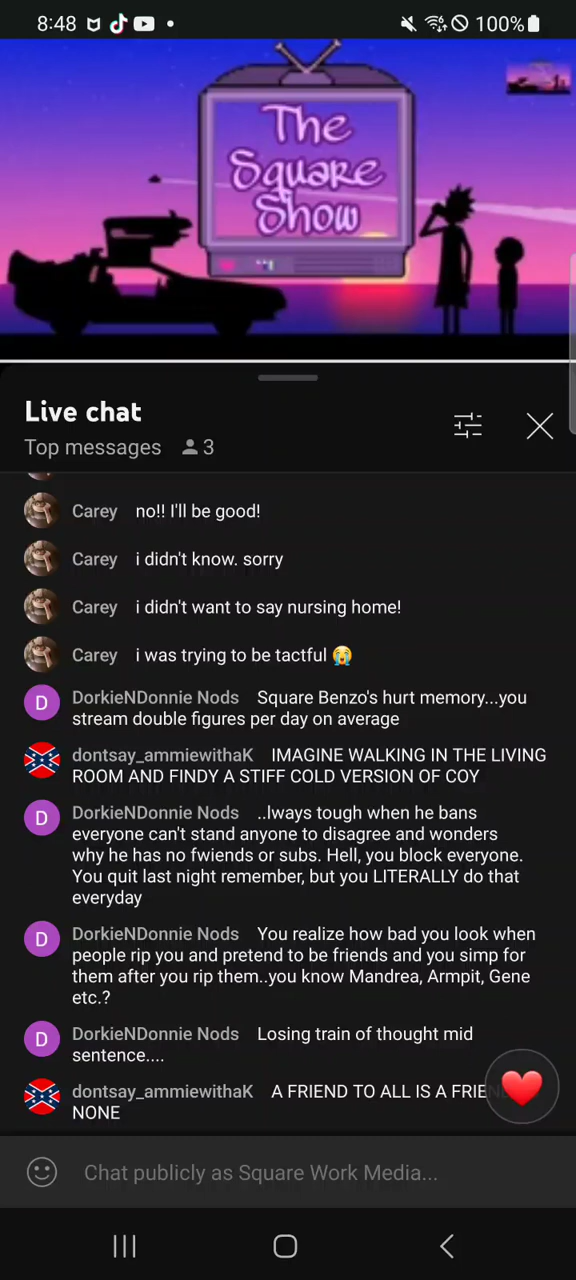 8:48
100%
The
Square
Show
Live chat
Top messages 3
Carey no!! I'll be good!
Carey i didn't know. sorry
Carey i didn't want to say nursing home!
Carey i was trying to be tactful 😭
D DorkieNDonnie Nods Square Benzo's hurt memory...you
stream double figures per day on average
dontsay_ammiewithaK IMAGINE WALKING IN THE LIVING
ROOM AND FINDY A STIFF COLD VERSION OF COY
D DorkieNDonnie Nods ..lways tough when he bans
everyone can't stand anyone to disagree and wonders
why he has no fwiends or subs. Hell, you block everyone.
You quit last night remember, but you LITERALLY do that
everyday
D DorkieNDonnie Nods You realize how bad you look when
people rip you and pretend to be friends and you simp for
them after you rip them..you know Mandrea, Armpit, Gene
etc.?
D DorkieNDonnie Nods Losing train of thought mid
sentence....
dontsay_ammiewithaK A FRIEND TO ALL IS A
NONE
Chat publicly as Square Work Media...